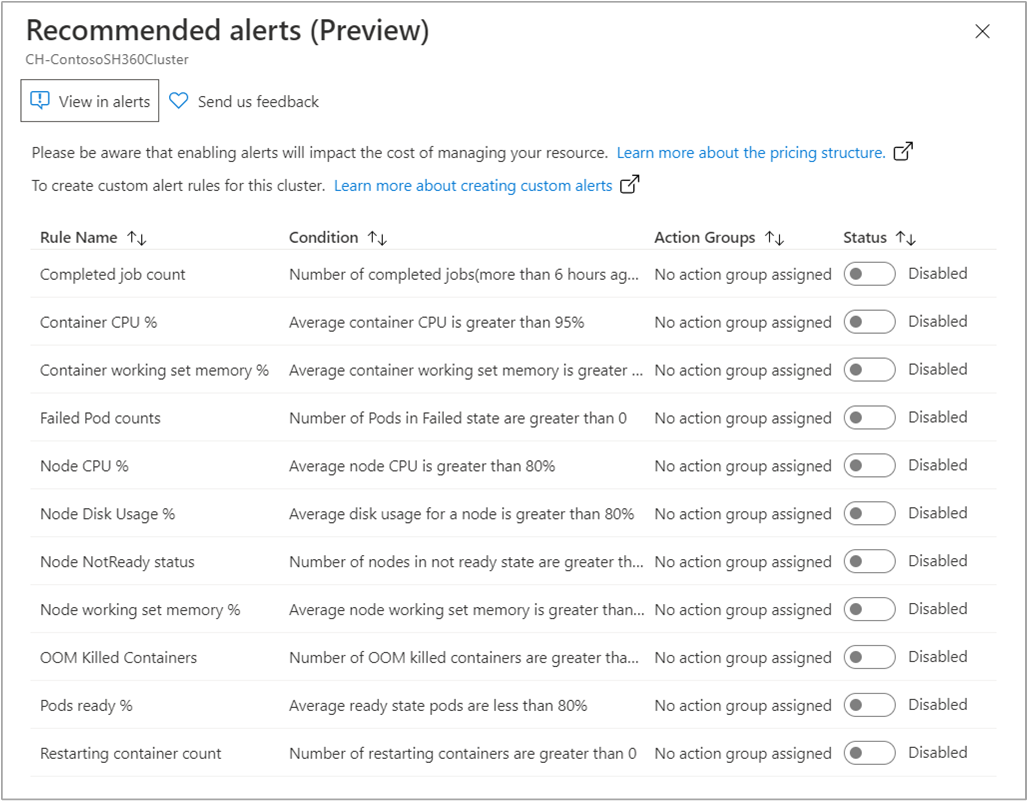 Recommended alerts (Preview)
CH-ContosoSH360Cluster
View in alerts Send us feedback
Please be aware that enabling alerts will impact the cost of managing your resource. Learn more about the pricing structure.
To create custom alert rules for this cluster. Learn more about creating custom alerts
Rule Name Condition Action Groups Status
Completed job count Number of completed jobs(more than 6 hours ag... No action group assigned Disabled
Container CPU % Average container CPU is greater than 95% No action group assigned Disabled
Container working set memory % Average container working set memory is greater ... No action group assigned Disabled
Failed Pod counts Number of Pods in Failed state are greater than 0 No action group assigned Disabled
Node CPU % Average node CPU is greater than 80% No action group assigned Disabled
Node Disk Usage % Average disk usage for a node is greater than 80% No action group assigned Disabled
Node NotReady status Number of nodes in not ready state are greater th... No action group assigned Disabled
Node working set memory % Average node working set memory is greater than... No action group assigned Disabled
OOM Killed Containers Number of OOM killed containers are greater tha... No action group assigned Disabled
Pods ready % Average ready state pods are less than 80% No action group assigned Disabled
Restarting container count Number of restarting containers are greater than 0 No action group assigned Disabled